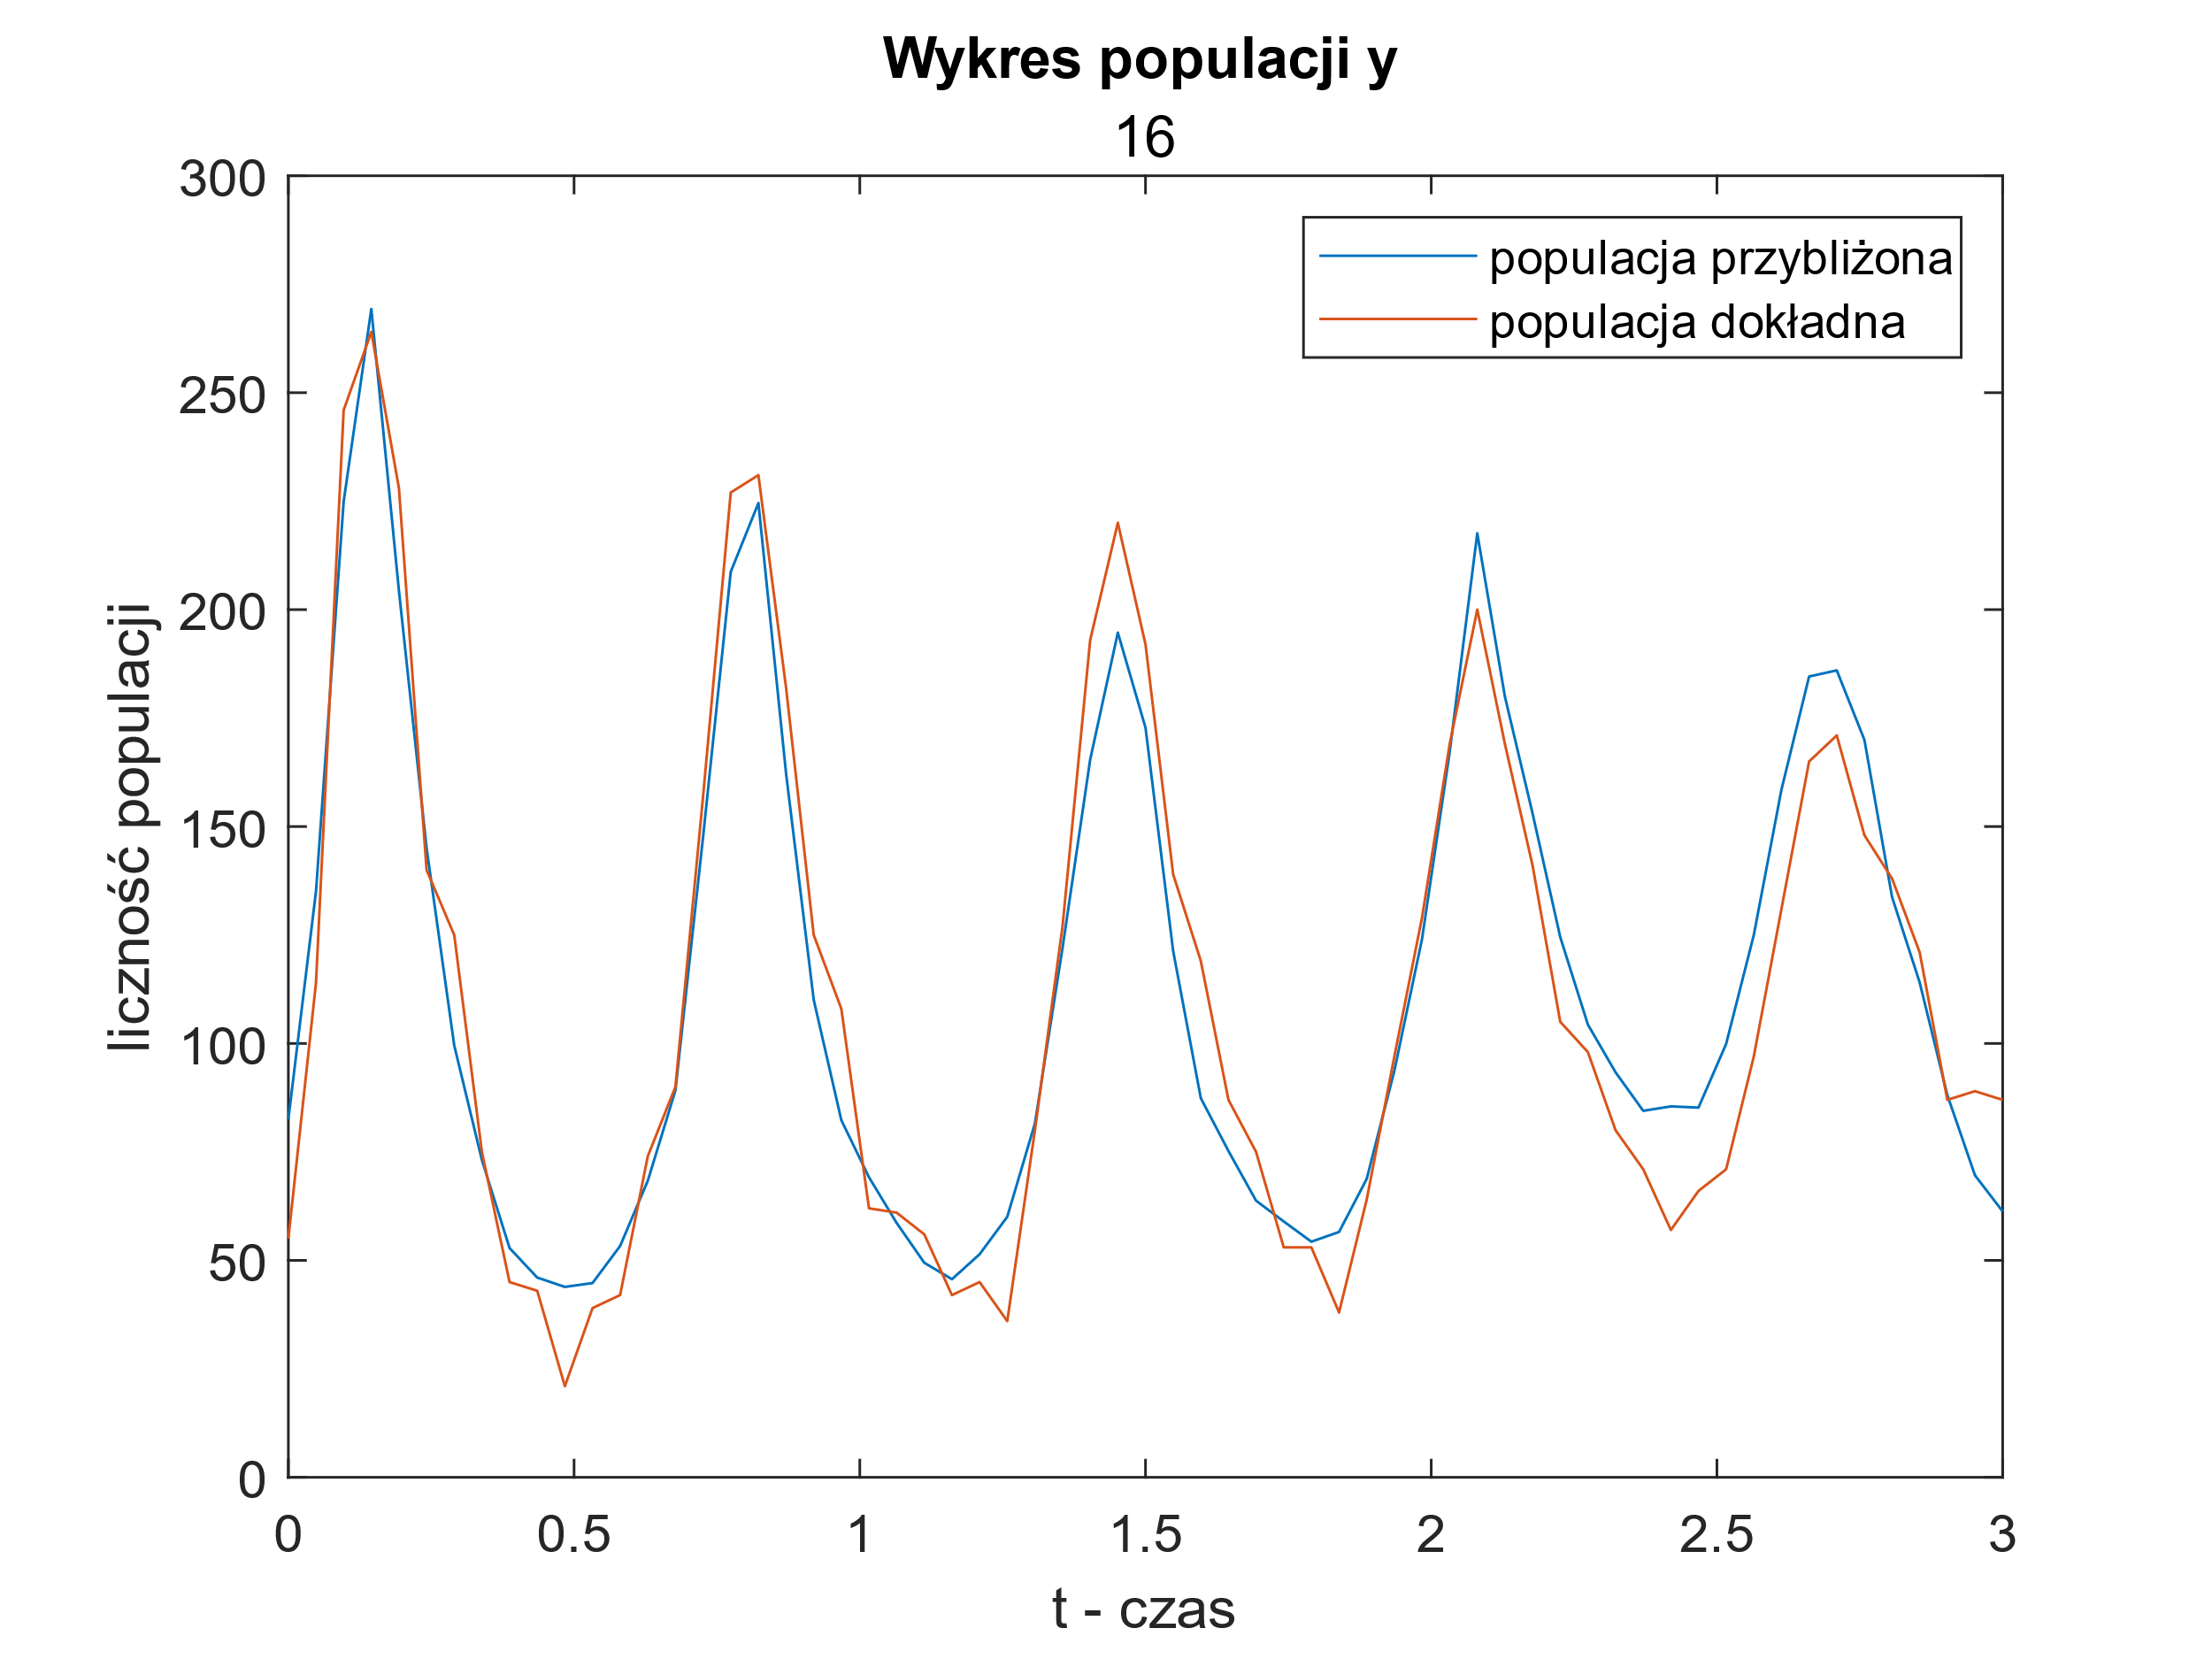 Wykres populacji y
16
300
250
200
150
100
50
0
liczność populacji
populacja przybliżona
populacja dokładna
0 0.5 1 1.5 2 2.5 3
t - czas